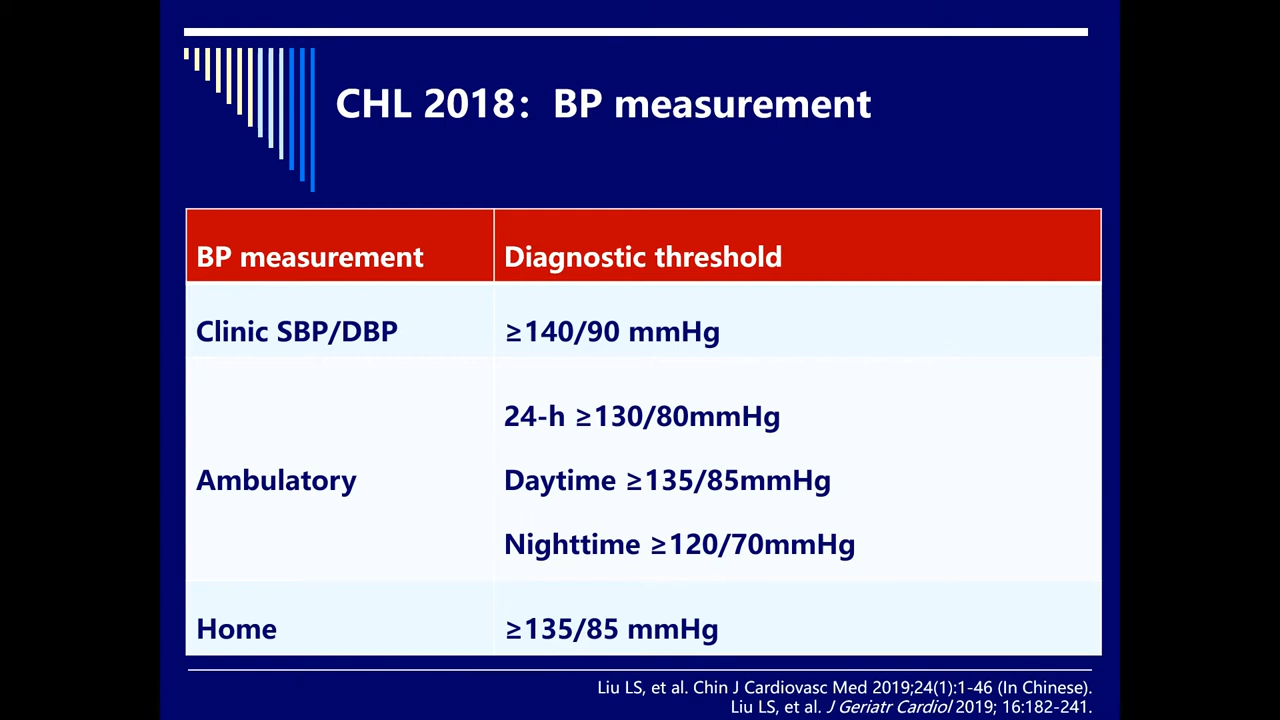 CHL 2018：BP measurement
BP measurement
Diagnostic threshold
Clinic SBP/DBP
≥140/90 mmHg
Ambulatory
24-h ≥130/80mmHg
Daytime ≥135/85mmHg
Nighttime ≥120/70mmHg
Home
≥135/85 mmHg
Liu LS, et al. Chin J Cardiovasc Med 2019;24(1):1-46 (In Chinese).
Liu LS, et al. J Geriatr Cardiol 2019; 16:182-241.